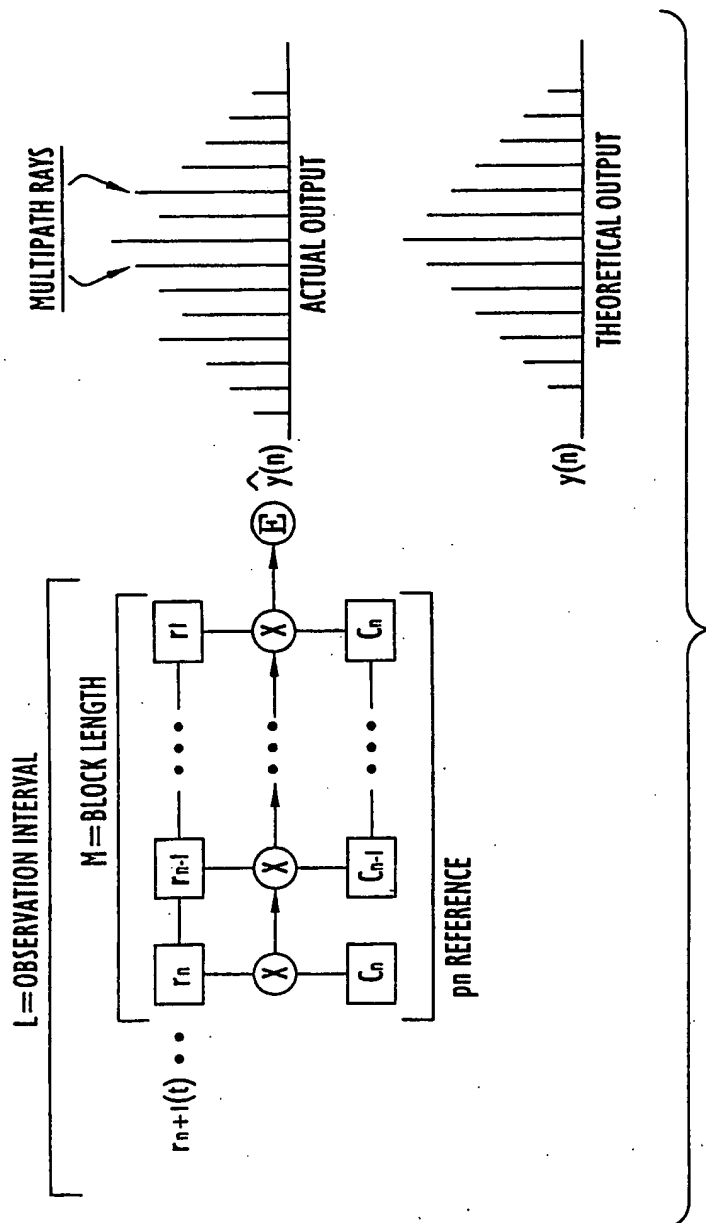 L=OBSERVATION INTERVAL
M=BLOCK LENGTH
rn+1(t) •• rn rn-1 ••• r1
X X ••• X E ŷ(n)
Cn Cn-1 ••• Cn
pn REFERENCE
MULTIPATH RAYS
ACTUAL OUTPUT
y(n)
THEORETICAL OUTPUT